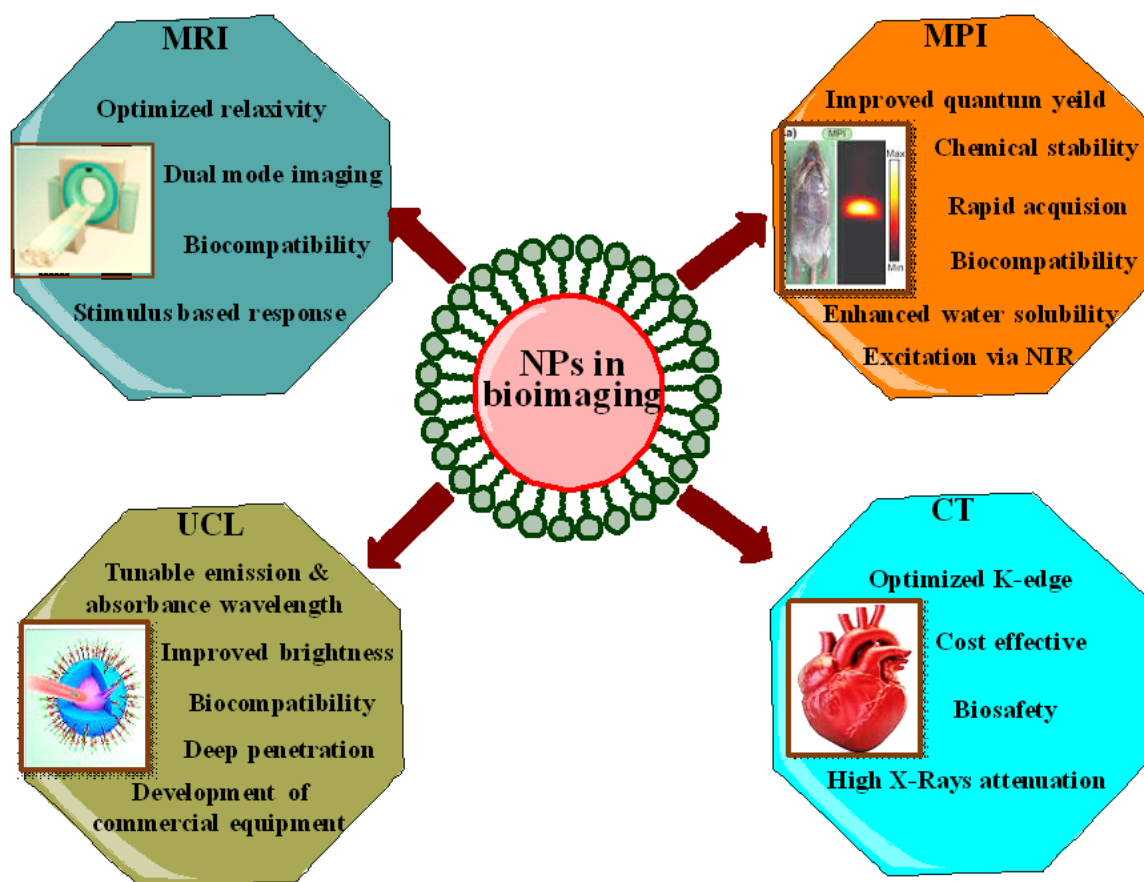 MRI
Optimized relaxivity
Dual mode imaging
Biocompatibility
Stimulus based response
MPI
Improved quantum yeild
a)
MPI
Max
Min
Chemical stability
Rapid acquision
Biocompatibility
Enhanced water solubility
Excitation via NIR
NPs in
bioimaging
UCL
Tunable emission &
absorbance wavelength
Improved brightness
Biocompatibility
Deep penetration
Development of
commercial equipment
CT
Optimized K-edge
Cost effective
Biosafety
High X-Rays attenuation